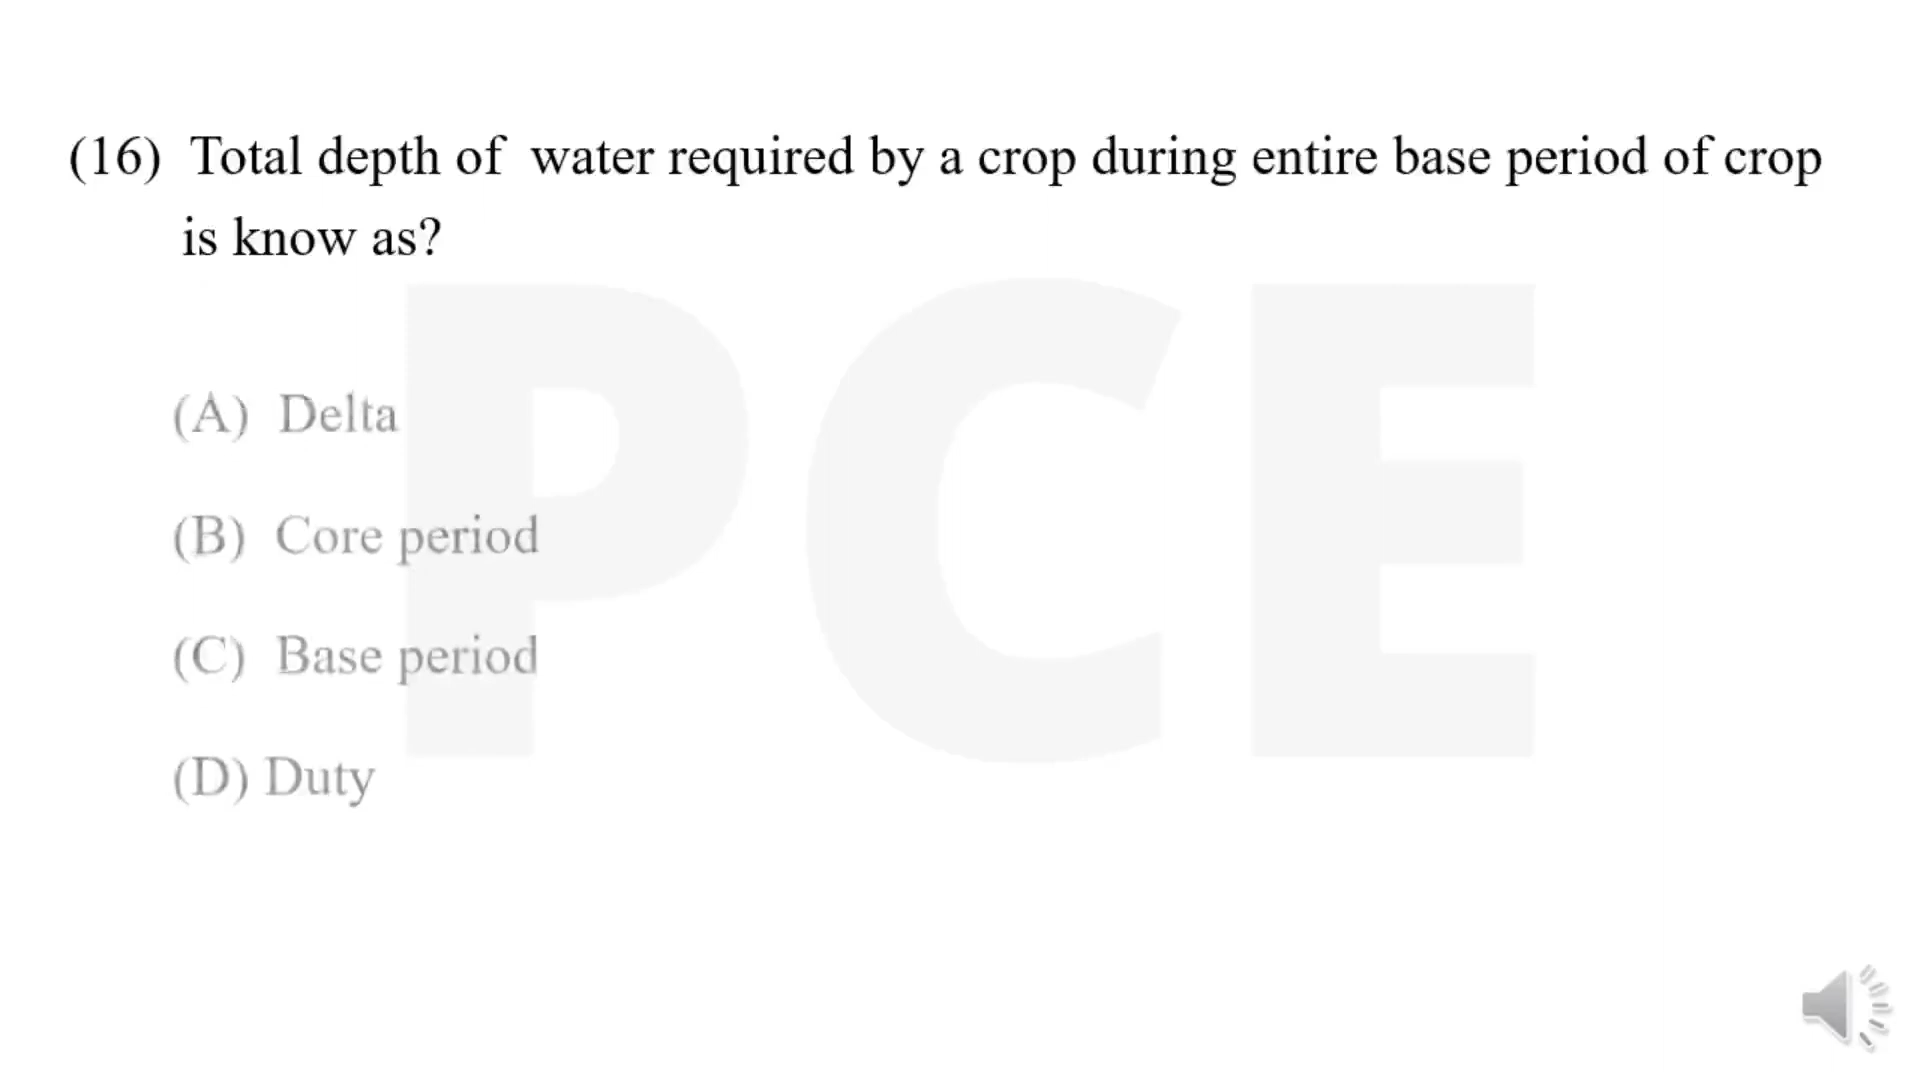 (16) Total depth of water required by a crop during entire base period of crop
is know as?
PCE
(A) Delta
(B) Core period
(C) Base period
(D) Duty